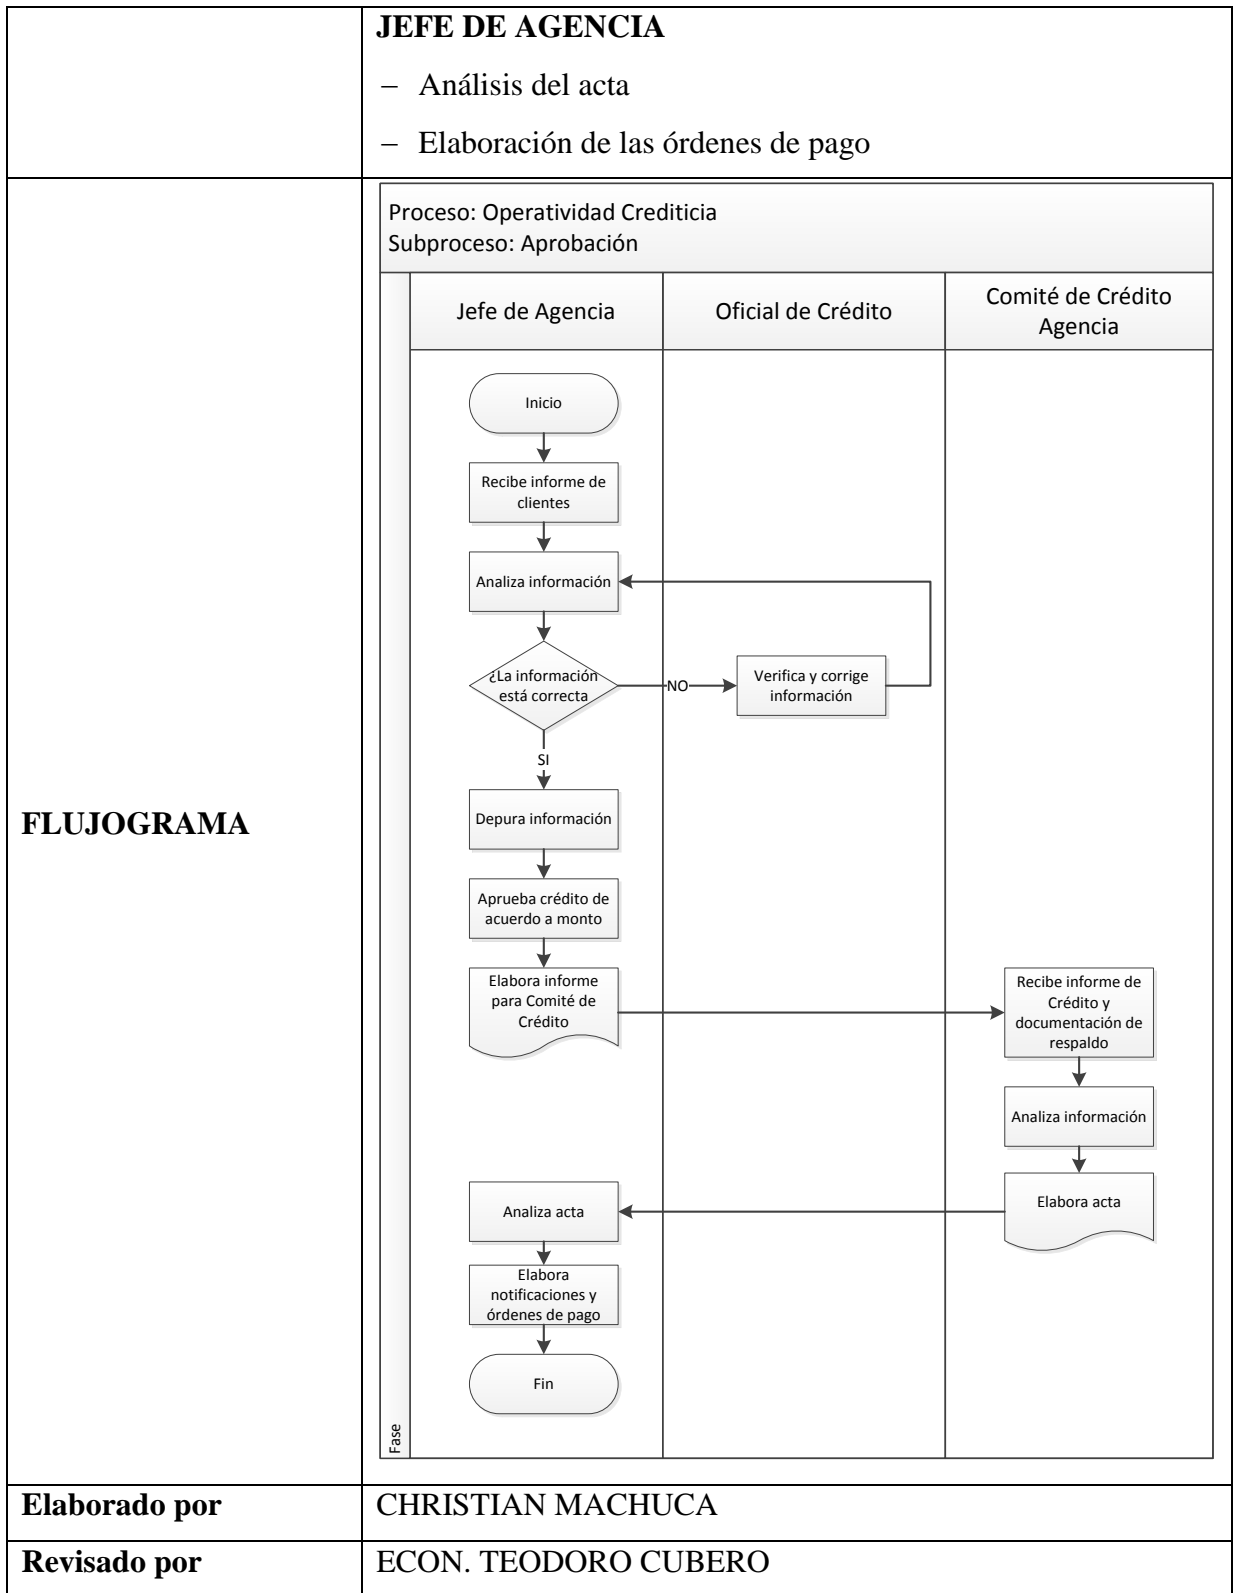 JEFE DE AGENCIA
– Análisis del acta
– Elaboración de las órdenes de pago
FLUJOGRAMA
Proceso: Operatividad Crediticia
Subproceso: Aprobación
Fase
Jefe de Agencia
Oficial de Crédito
Comité de Crédito
Agencia
Inicio
Recibe informe de
clientes
Analiza información
¿La información
está correcta
NO
Verifica y corrige
información
SI
Depura información
Aprueba crédito de
acuerdo a monto
Elabora informe
para Comité de
Crédito
Recibe informe de
Crédito y
documentación de
respaldo
Analiza información
Elabora acta
Analiza acta
Elabora
notificaciones y
órdenes de pago
Fin
Elaborado por
CHRISTIAN MACHUCA
Revisado por
ECON. TEODORO CUBERO